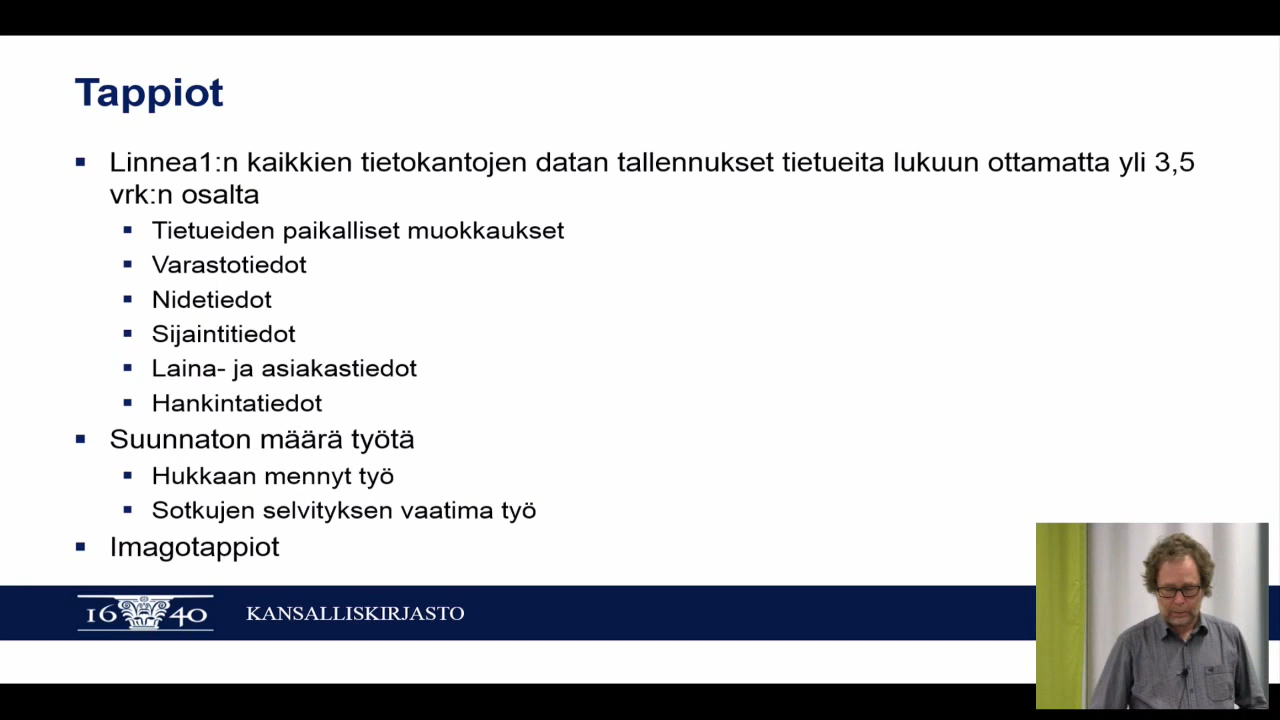 Tappiot
Linnea1:n kaikkien tietokantojen datan tallennukset tietueita lukuun ottamatta yli 3,5
vrk:n osalta
Tietueiden paikalliset muokkaukset
Varastotiedot
Nidetiedot
Sijaintitiedot
Laina- ja asiakastiedot
Hankintatiedot
Suunnaton määrä työtä
Hukkaan mennyt työ
Sotkujen selvityksen vaatima työ
Imagotappiot
16 40 KANSALLISKIRJASTO